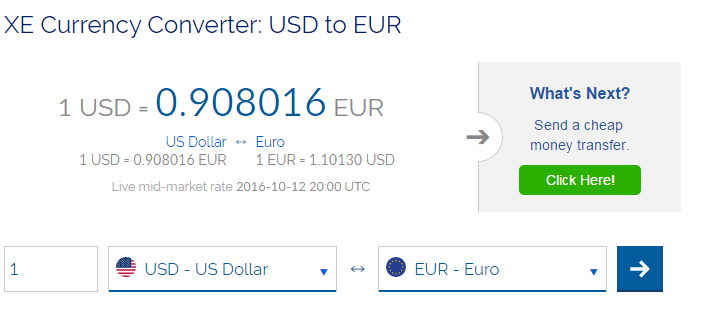 XE Currency Converter: USD to EUR
1 USD = 0.908016 EUR
US Dollar ↔ Euro
1 USD = 0.908016 EUR 1 EUR = 1.10130 USD
Live mid-market rate 2016-10-12 20:00 UTC
What's Next?
Send a cheap
money transfer.
Click Here!
1 USD - US Dollar ↔ EUR - Euro